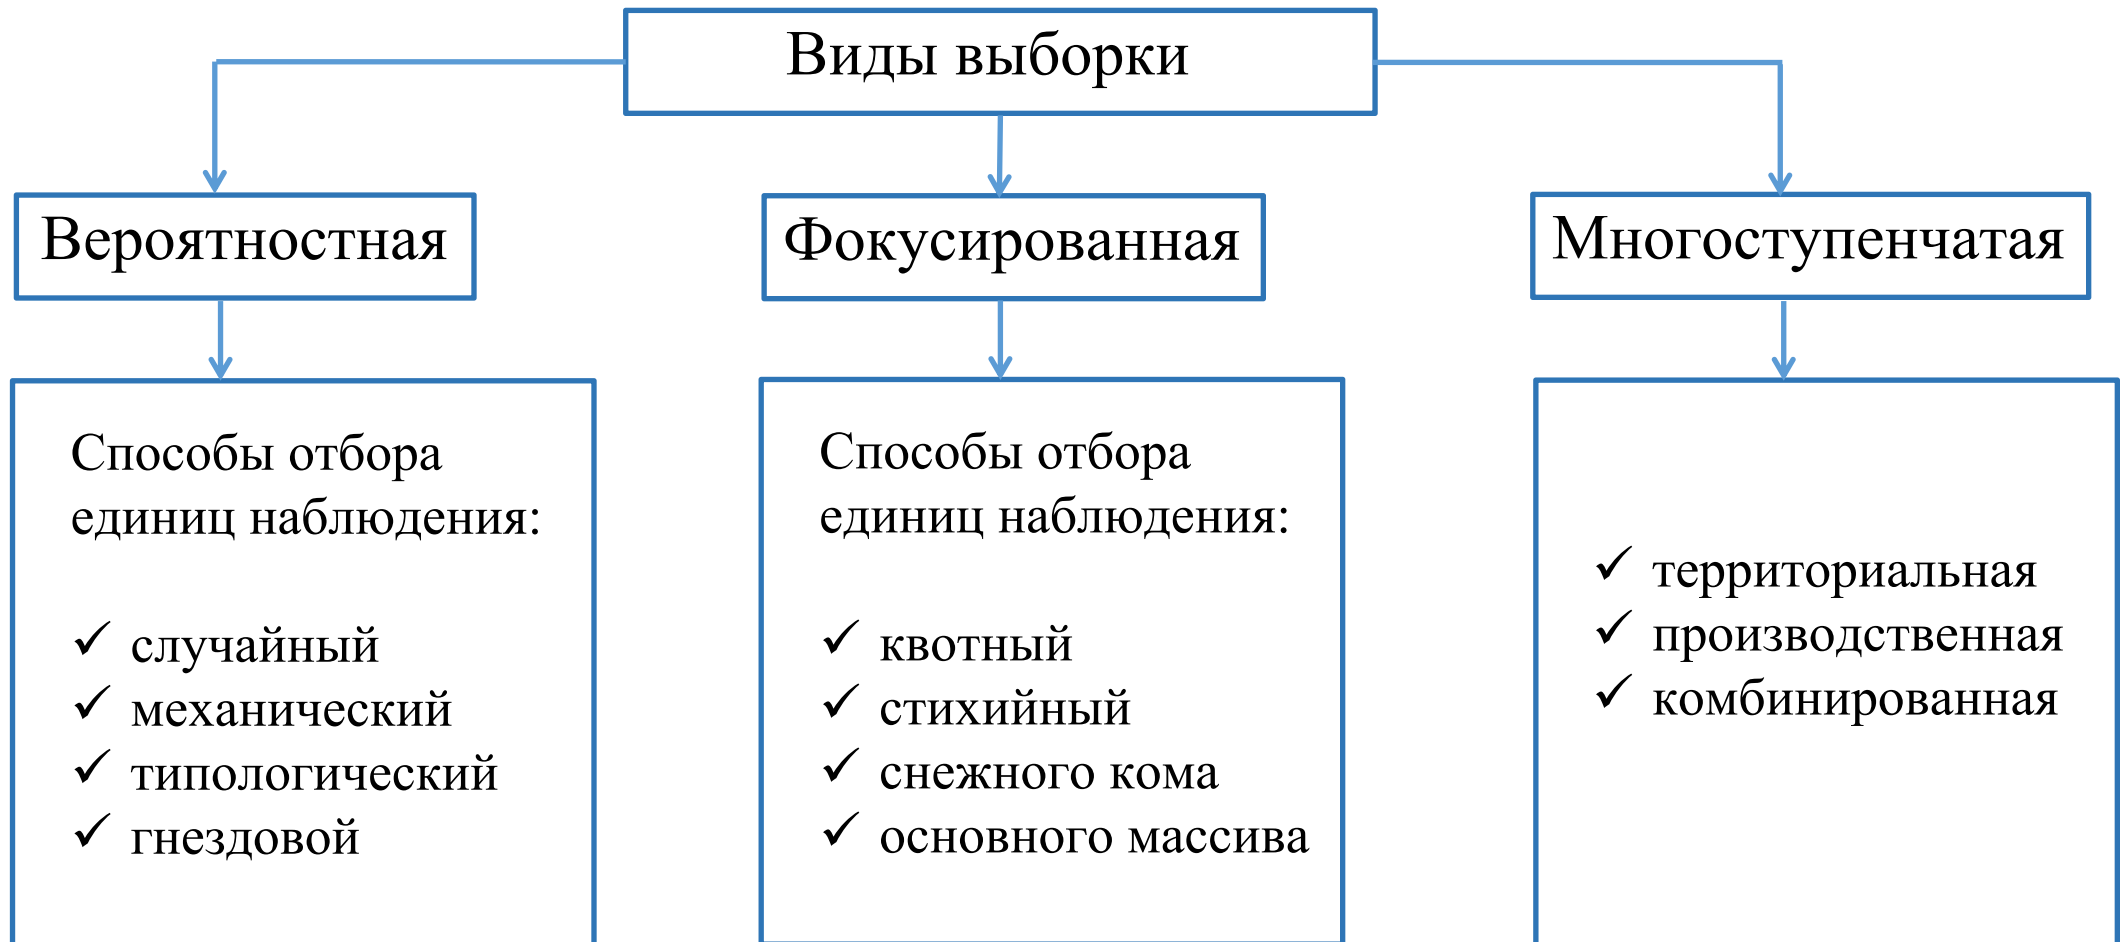 Виды выборки
Вероятностная
Фокусированная
Многоступенчатая
Способы отбора
единиц наблюдения:
✓ случайный
✓ механический
✓ типологический
✓ гнездовой
Способы отбора
единиц наблюдения:
✓ квотный
✓ стихийный
✓ снежного кома
✓ основного массива
✓ территориальная
✓ производственная
✓ комбинированная